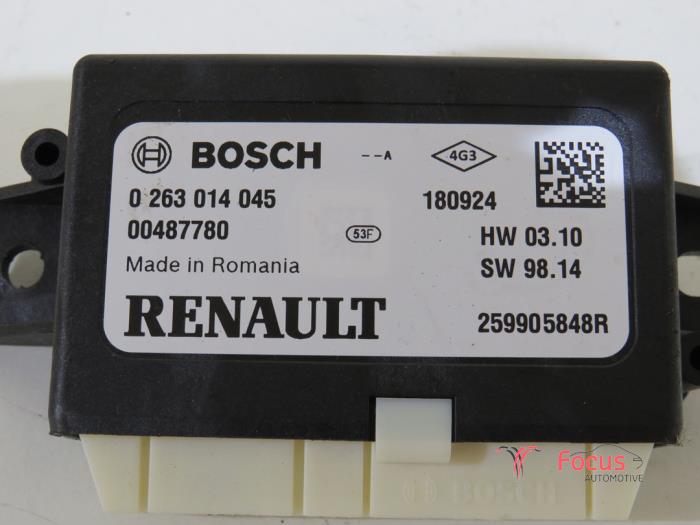 BOSCH --A 4G3
0 263 014 045 180924
00487780 53F HW 03.10
Made in Romania SW 98.14
RENAULT 259905848R
BOSCH
Focus
AUTOMOTIVE